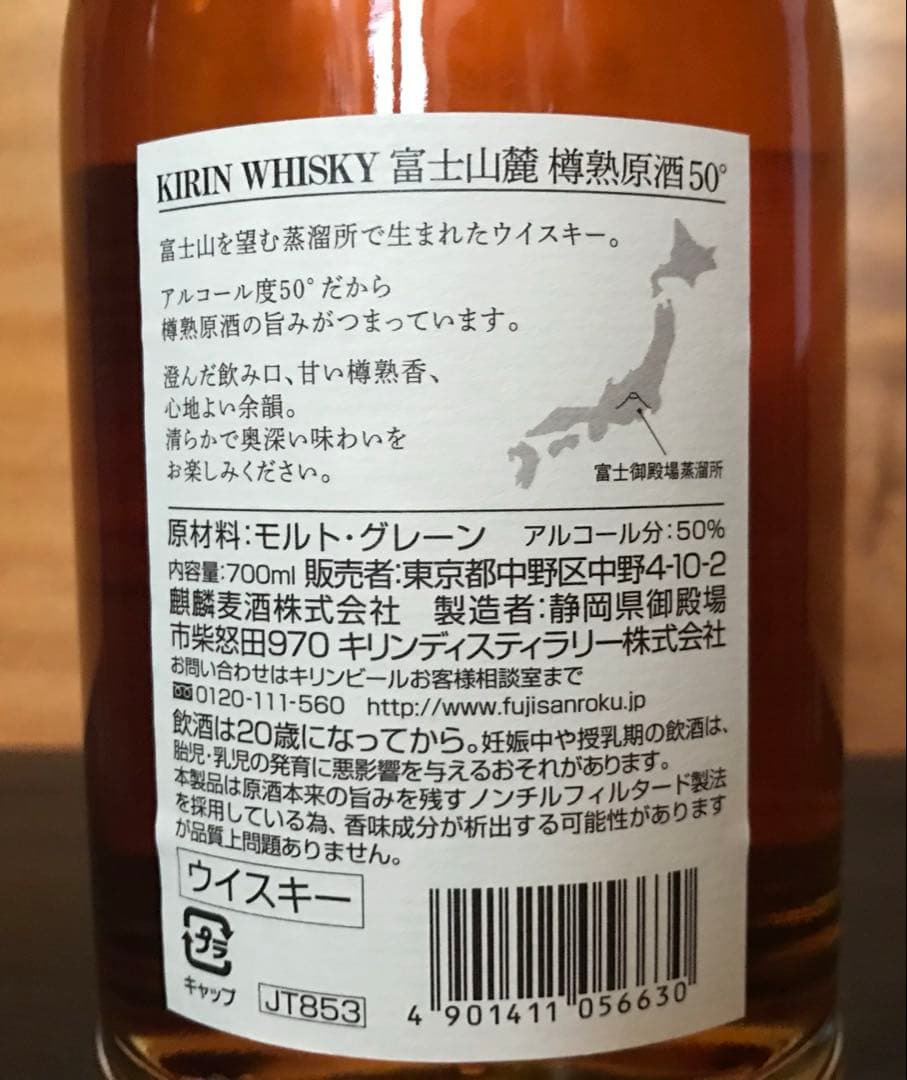 KIRIN WHISKY 富士山麓 樽熟原酒50°
富士山を望む蒸溜所で生まれたウイスキー。
アルコール度50°だから
樽熟原酒の旨みがつまっています。
澄んだ飲み口、甘い樽熟香、
心地よい余韻。
清らかで奥深い味わいを
お楽しみください。
富士御殿場蒸溜所
原材料:モルト・グレーン アルコール分:50%
内容量:700ml 販売者:東京都中野区中野4-10-2
麒麟麦酒株式会社 製造者:静岡県御殿場
市柴怒田970 キリンディスティラリー株式会社
お問い合わせはキリンビールお客様相談室まで
0120-111-560 http://www.fujisanroku.jp
飲酒は20歳になってから。妊娠中や授乳期の飲酒は、
胎児・乳児の発育に悪影響を与えるおそれがあります。
本製品は原酒本来の旨みを残すノンチルフィルタード製法
を採用している為、香味成分が析出する可能性があります
が品質上問題ありません。
ウイスキー
プラ
キャップ
JT853
4 901411 056630